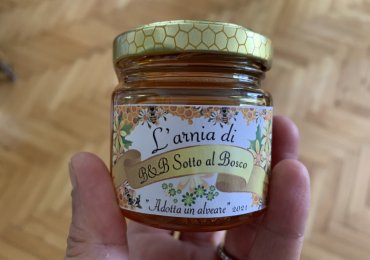 L'arnia di
B&B Sotto al Bosco
"Adotta un alveare" 2021